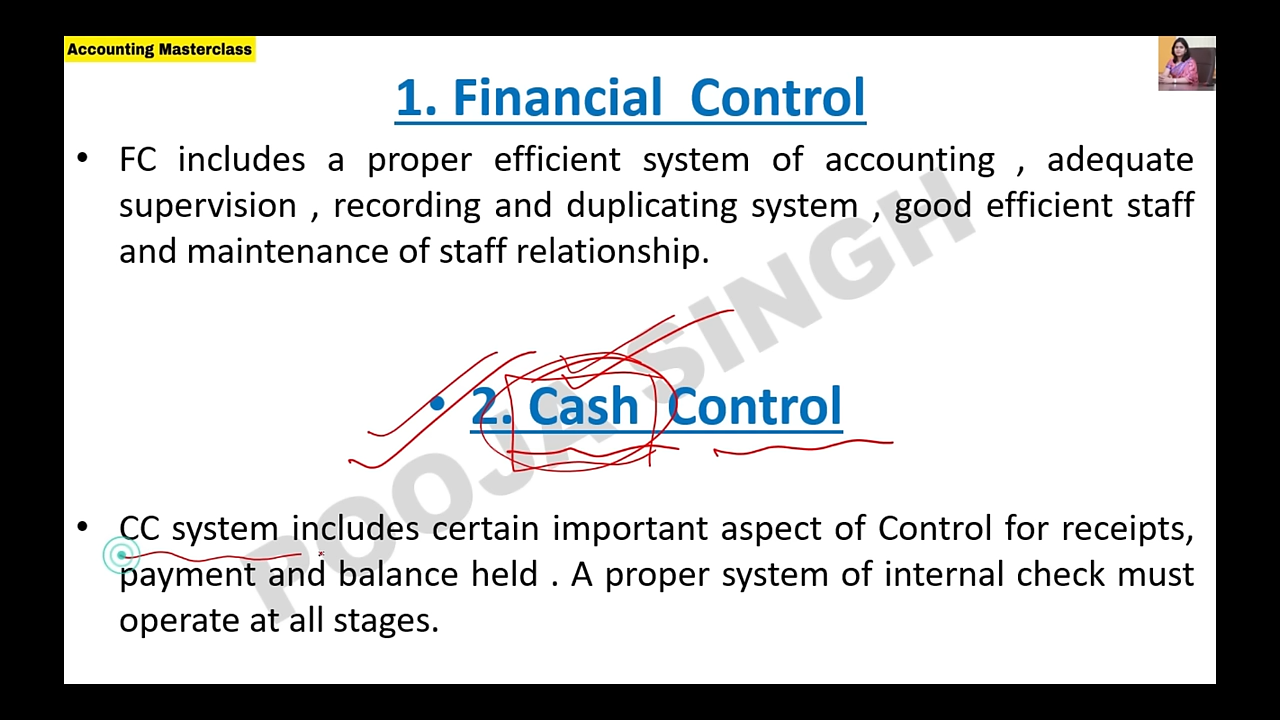 Accounting Masterclass
1. Financial Control
• FC includes a proper efficient system of accounting , adequate
supervision , recording and duplicating system , good efficient staff
and maintenance of staff relationship.
POOJA SINGH
• 2. Cash Control
• CC system includes certain important aspect of Control for receipts,
payment and balance held . A proper system of internal check must
operate at all stages.